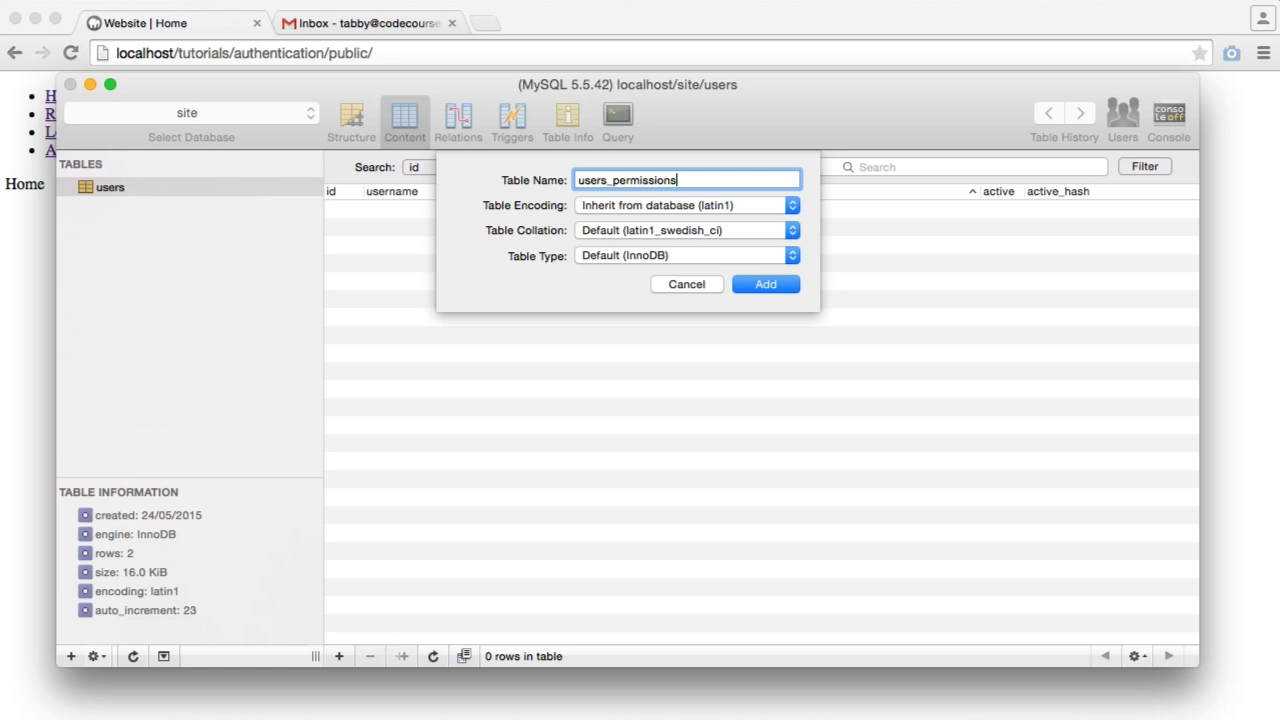 Website | Home
Inbox - tabby@codecourse
localhost/tutorials/authentication/public/
H
R
L
A
Home
(MySQL 5.5.42) localhost/site/users
site
Select Database
Structure
Content
Relations
Triggers
Table Info
Query
Table History
Users
console off
Console
TABLES
users
Search: id
Search
Filter
id username active active_hash
Table Name: users_permissions
Table Encoding: Inherit from database (latin1)
Table Collation: Default (latin1_swedish_ci)
Table Type: Default (InnoDB)
Cancel
Add
TABLE INFORMATION
created: 24/05/2015
engine: InnoDB
rows: 2
size: 16.0 KiB
encoding: latin1
auto_increment: 23
0 rows in table